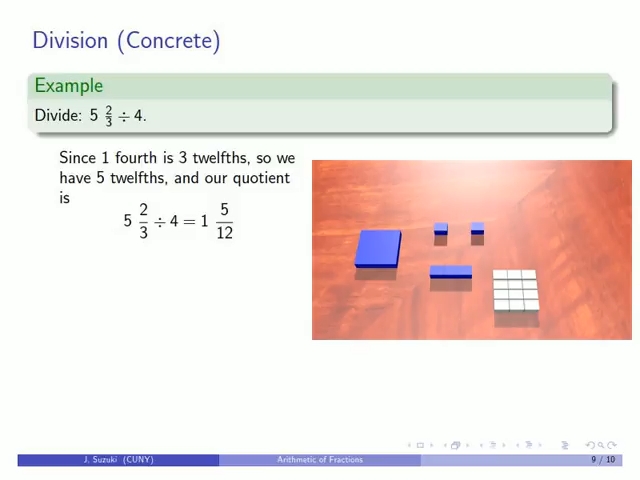 Division (Concrete)
Example
Divide: 5 2/3 ÷ 4.
Since 1 fourth is 3 twelfths, so we
have 5 twelfths, and our quotient
is
5 2/3 ÷ 4 = 1 5/12
J. Suzuki (CUNY) Arithmetic of Fractions 9 / 10